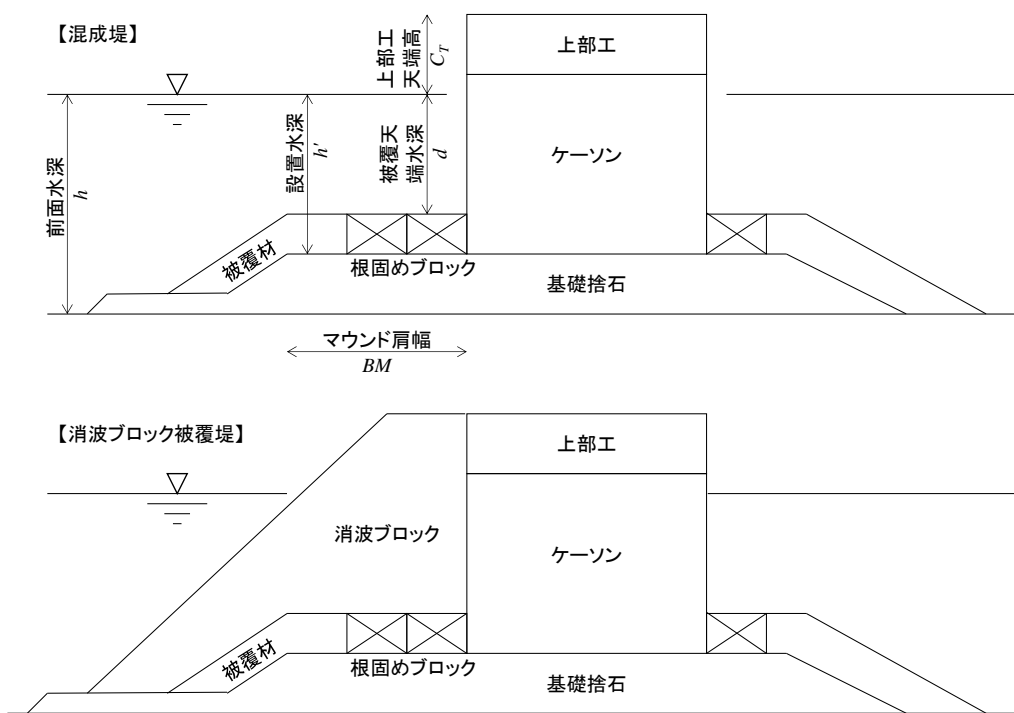 【混成堤】
上部工
天端高
C_T
上部工
前面水深
h
設置水深
h'
被覆天
端水深
d
ケーソン
被覆材
根固めブロック
基礎捨石
マウンド肩幅
BM
【消波ブロック被覆堤】
上部工
消波ブロック
ケーソン
被覆材
根固めブロック
基礎捨石